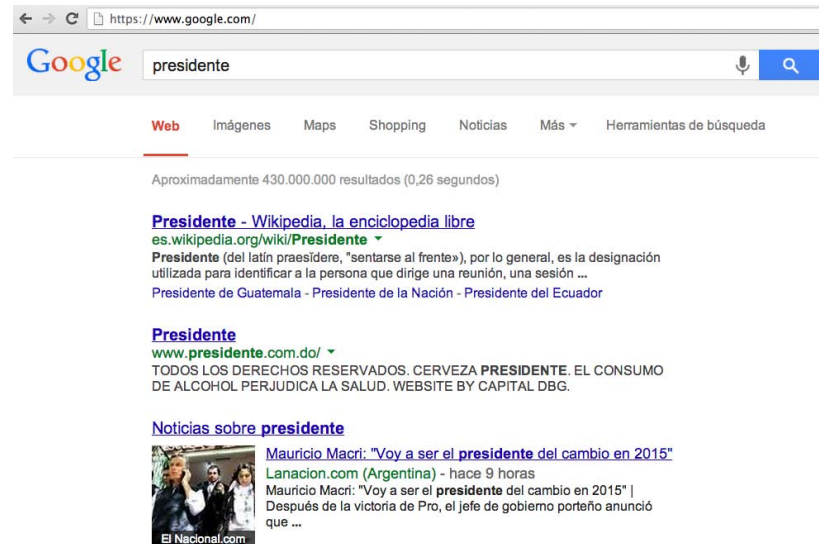 https://www.google.com/
Google
presidente
Web Imágenes Maps Shopping Noticias Más Herramientas de búsqueda
Aproximadamente 430.000.000 resultados (0,26 segundos)
Presidente - Wikipedia, la enciclopedia libre
es.wikipedia.org/wiki/Presidente
Presidente (del latín praesĭdere, "sentarse al frente»), por lo general, es la designación
utilizada para identificar a la persona que dirige una reunión, una sesión ...
Presidente de Guatemala - Presidente de la Nación - Presidente del Ecuador
Presidente
www.presidente.com.do/
TODOS LOS DERECHOS RESERVADOS. CERVEZA PRESIDENTE. EL CONSUMO
DE ALCOHOL PERJUDICA LA SALUD. WEBSITE BY CAPITAL DBG.
Noticias sobre presidente
Mauricio Macri: "Voy a ser el presidente del cambio en 2015"
Lanacion.com (Argentina) - hace 9 horas
Mauricio Macri: "Voy a ser el presidente del cambio en 2015" |
Después de la victoria de Pro, el jefe de gobierno porteño anunció
que ...
El Nacional.com